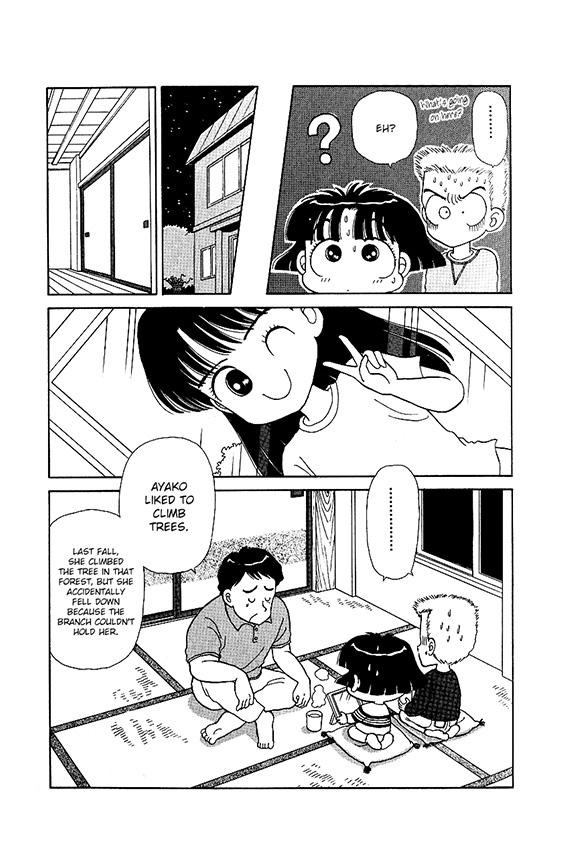 ..........
What's going
on here?
EH?
?
..............
AYAKO
LIKED TO
CLIMB
TREES.
LAST FALL,
SHE CLIMBED
THE TREE IN THAT
FOREST, BUT SHE
ACCIDENTALLY
FELL DOWN
BECAUSE THE
BRANCH COULDN'T
HOLD HER.